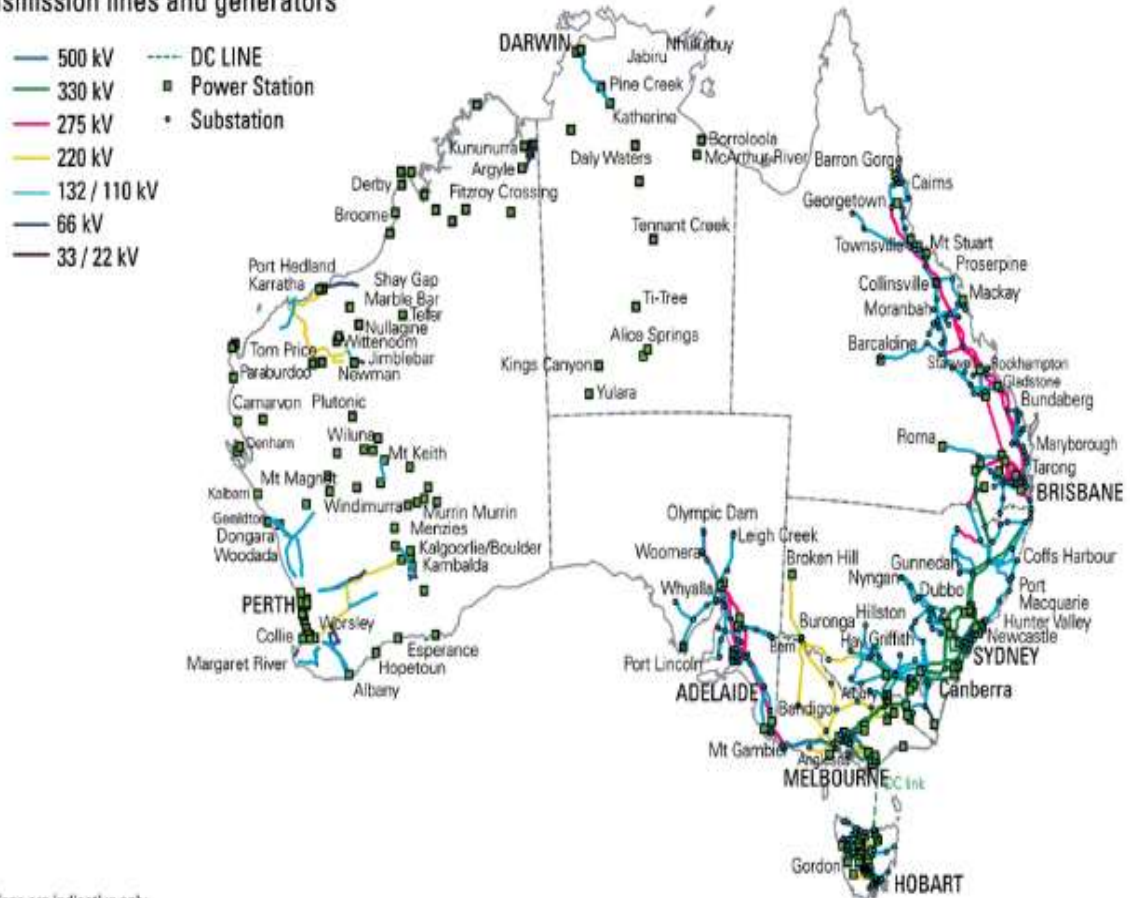 smission lines and generators
500 kV
330 kV
275 kV
220 kV
132 / 110 kV
66 kV
33 / 22 kV
DC LINE
Power Station
Substation
DARWIN
Jabiru
Pine Creek
Katherine
Kununurra
Argyle
Daly Waters
Borroloola
McArthur River
Barron Gorge
Cairns
Derby
Fitzroy Crossing
Georgetown
Broome
Tennant Creek
Townsville
Mt Stuart
Proserpine
Port Hedland
Karratha
Shay Gap
Marble Bar
Telfer
Nullagine
Wittenoom
Ti-Tree
Collinsville
Mackay
Moranbah
Tom Price
Jimblebar
Paraburdoo
Newman
Alice Springs
Kings Canyon
Yulara
Barcaldine
Rockhampton
Gladstone
Bundaberg
Carnarvon
Plutonic
Denham
Wiluna
Mt Keith
Roma
Maryborough
Tarong
BRISBANE
Mt Magnet
Kalbarri
Windimurra
Murrin Murrin
Geraldton
Dongara
Woodada
Menzies
Kalgoorlie/Boulder
Kambalda
Olympic Dam
Leigh Creek
Woomera
Broken Hill
Gunnedah
Coffs Harbour
Nyngan
Dubbo
Port
Macquarie
Whyalla
Hunter Valley
PERTH
Worsley
Collie
Buronga
Hillston
Newcastle
Hay
Griffith
SYDNEY
Berri
Margaret River
Esperance
Hopetoun
Albany
Port Lincoln
ADELAIDE
Albury
Canberra
Bendigo
Mt Gambier
Anglesea
MELBOURNE
DC link
Gordon
HOBART